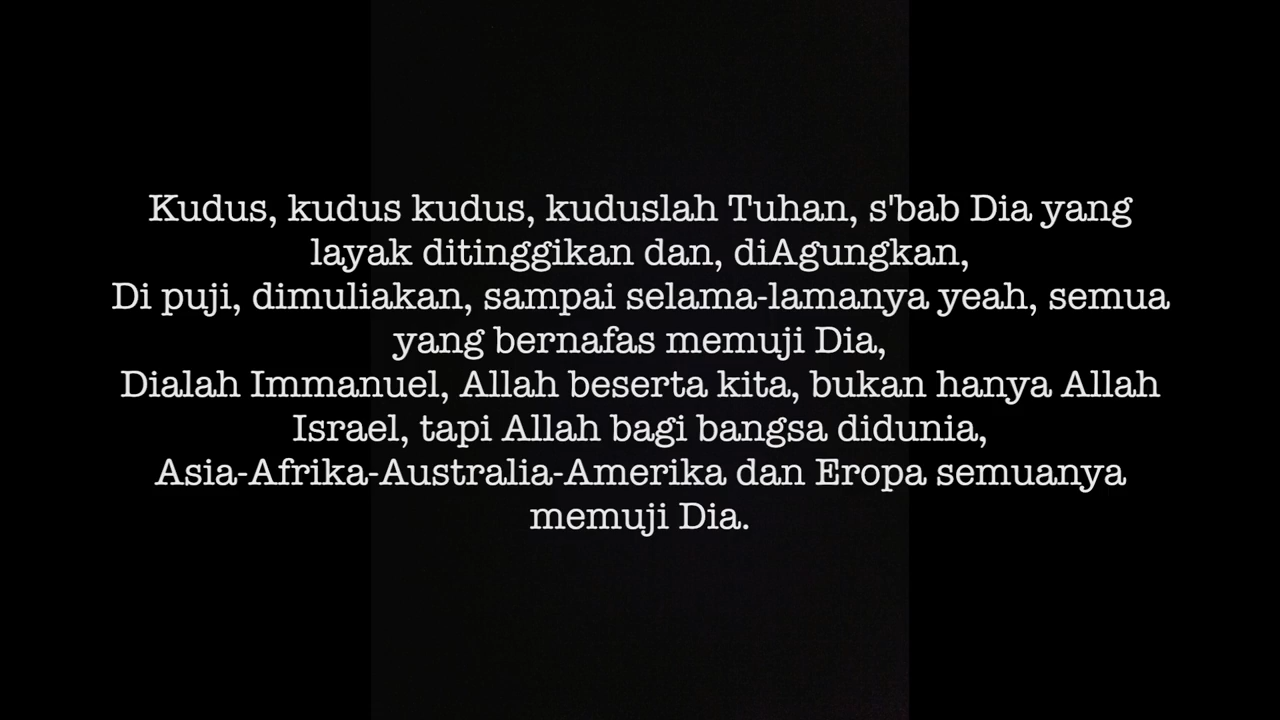 Kudus, kudus kudus, kuduslah Tuhan, s'bab Dia yang
layak ditinggikan dan, diAgungkan,
Di puji, dimuliakan, sampai selama-lamanya yeah, semua
yang bernafas memuji Dia,
Dialah Immanuel, Allah beserta kita, bukan hanya Allah
Israel, tapi Allah bagi bangsa didunia,
Asia-Afrika-Australia-Amerika dan Eropa semuanya
memuji Dia.